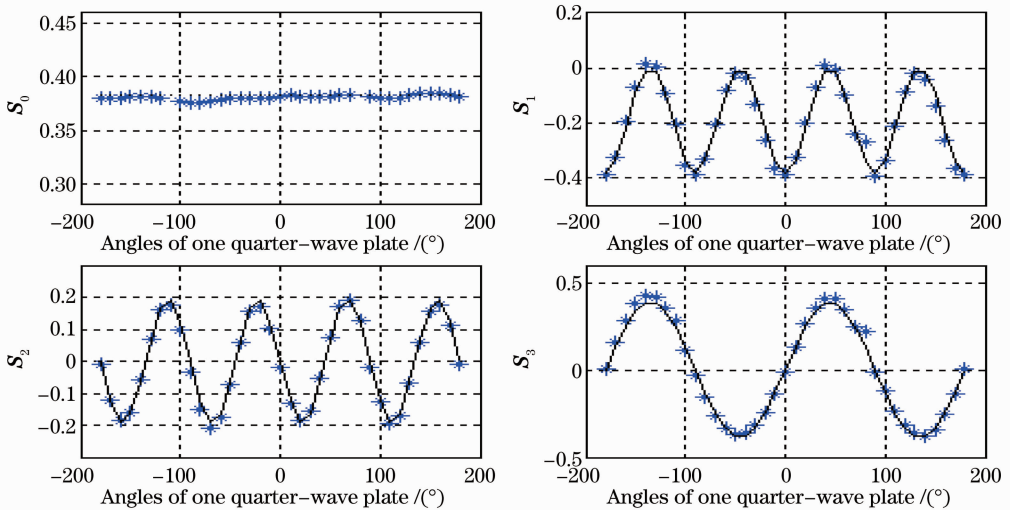 0.45
0.40
S0
0.35
0.30
−200 −100 0 100 200
Angles of one quarter−wave plate /(°)
0.2
0
S1
−0.2
−0.4
−200 −100 0 100 200
Angles of one quarter−wave plate /(°)
0.2
0.1
S2
0
−0.1
−0.2
−200 −100 0 100 200
Angles of one quarter−wave plate /(°)
0.5
S3
0
−0.5
−200 −100 0 100 200
Angles of one quarter−wave plate /(°)